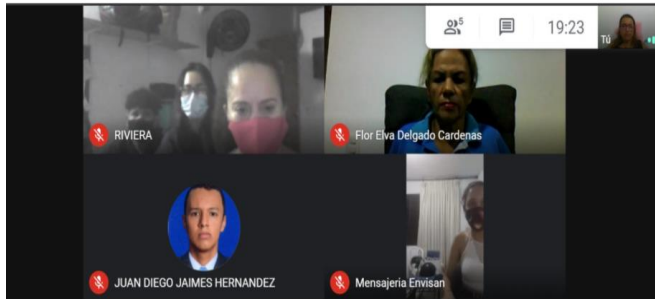 5
19:23
Tú
RIVIERA
Flor Elva Delgado Cardenas
JUAN DIEGO JAIMES HERNANDEZ
Mensajeria Envisan